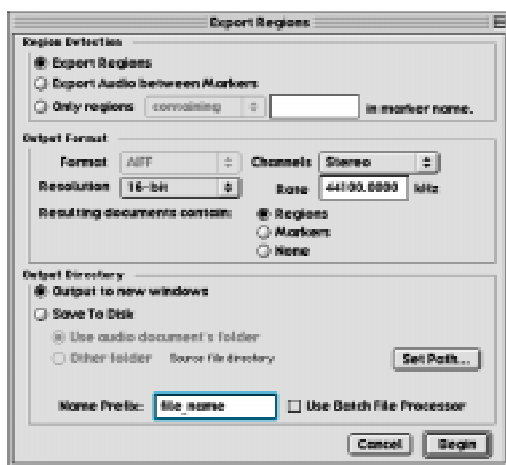 Export Regions
Region Detection
Export Regions
Export Audio between Markers
Only regions containing in marker name.
Output Format
Format AIFF Channels Stereo
Resolution 16-bit Rate 44100.0000 kHz
Resulting documents contain: Regions
Markers
None
Output Directory
Output to new windows
Save To Disk
Use audio document's folder
Other folder Source file directory Set Path...
Name Prefix: file_name Use Batch File Processor
Cancel Begin